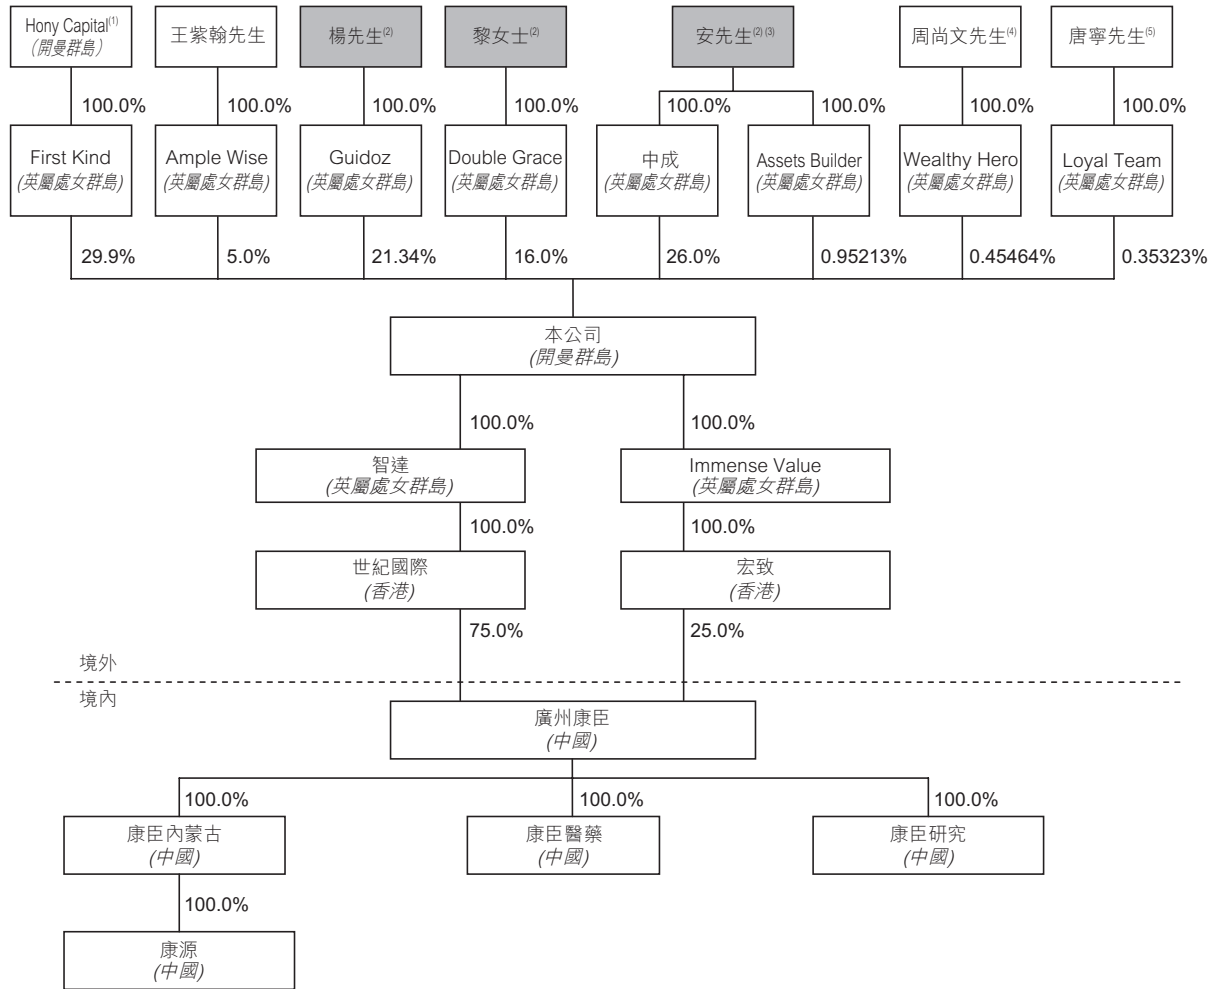 Hony Capital(1)
(開曼群島)
王紫翰先生
楊先生(2)
黎女士(2)
安先生(2) (3)
周尚文先生(4)
唐寧先生(5)
100.0%
100.0%
100.0%
100.0%
100.0%
100.0%
100.0%
100.0%
First Kind
(英屬處女群島)
Ample Wise
(英屬處女群島)
Guidoz
(英屬處女群島)
Double Grace
(英屬處女群島)
中成
(英屬處女群島)
Assets Builder
(英屬處女群島)
Wealthy Hero
(英屬處女群島)
Loyal Team
(英屬處女群島)
29.9%
5.0%
21.34%
16.0%
26.0%
0.95213%
0.45464%
0.35323%
本公司
(開曼群島)
100.0%
100.0%
智達
(英屬處女群島)
Immense Value
(英屬處女群島)
100.0%
100.0%
世紀國際
(香港)
宏致
(香港)
75.0%
25.0%
境外
境內
廣州康臣
(中國)
100.0%
100.0%
100.0%
康臣內蒙古
(中國)
康臣醫藥
(中國)
康臣研究
(中國)
100.0%
康源
(中國)